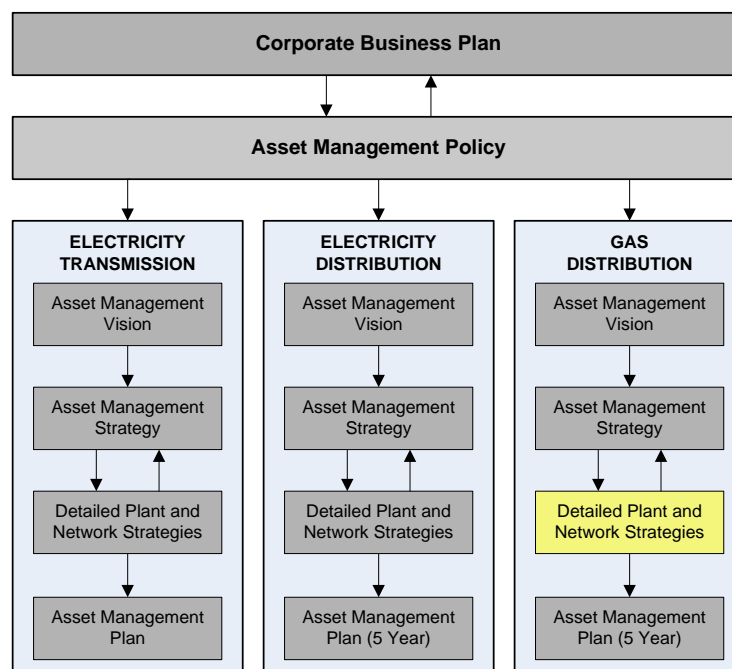 Corporate Business Plan
Asset Management Policy
ELECTRICITY
TRANSMISSION
Asset Management
Vision
Asset Management
Strategy
Detailed Plant and
Network Strategies
Asset Management
Plan
ELECTRICITY
DISTRIBUTION
Asset Management
Vision
Asset Management
Strategy
Detailed Plant and
Network Strategies
Asset Management
Plan (5 Year)
GAS
DISTRIBUTION
Asset Management
Vision
Asset Management
Strategy
Detailed Plant and
Network Strategies
Asset Management
Plan (5 Year)